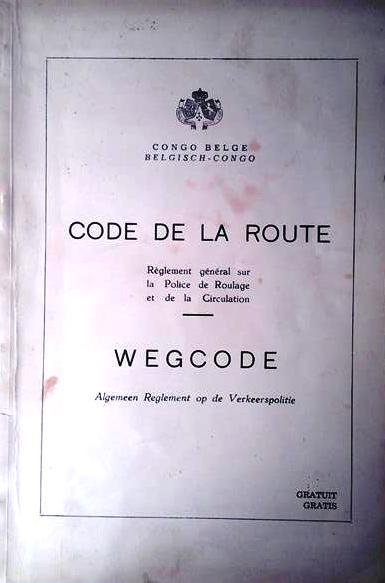 CONGO BELGE
BELGISCH-CONGO
CODE DE LA ROUTE
Règlement général sur
la Police de Roulage
et de la Circulation
WEGCODE
Algemeen Reglement op de Verkeerspolitie
GRATUIT
GRATIS